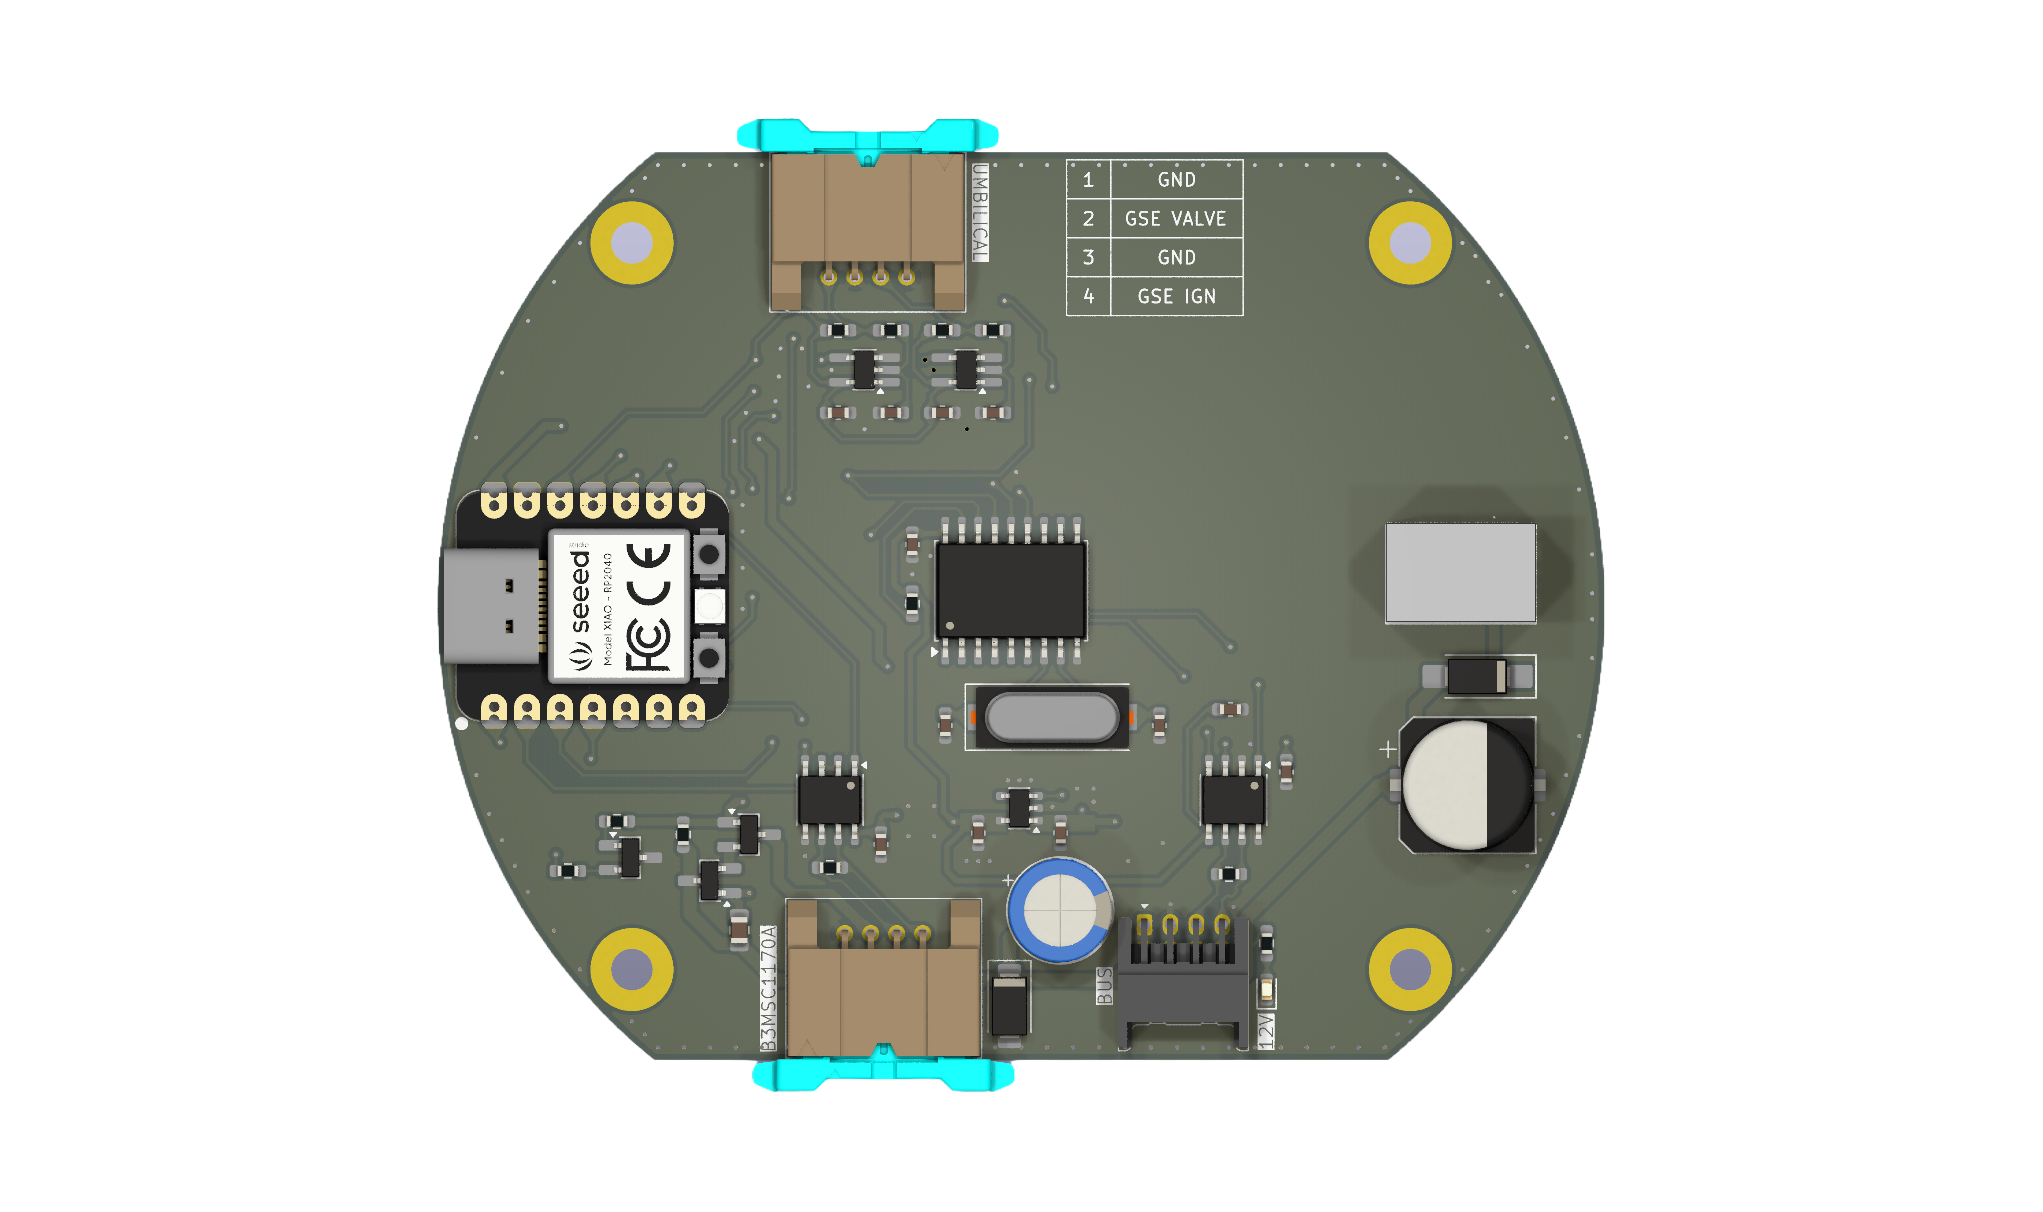 UMBILICAL
1 GND
2 GSE VALVE
3 GND
4 GSE IGN
seeed
studio
Model XIAO - RP2040
FC CE
B3MSC1170A
BUS
12V